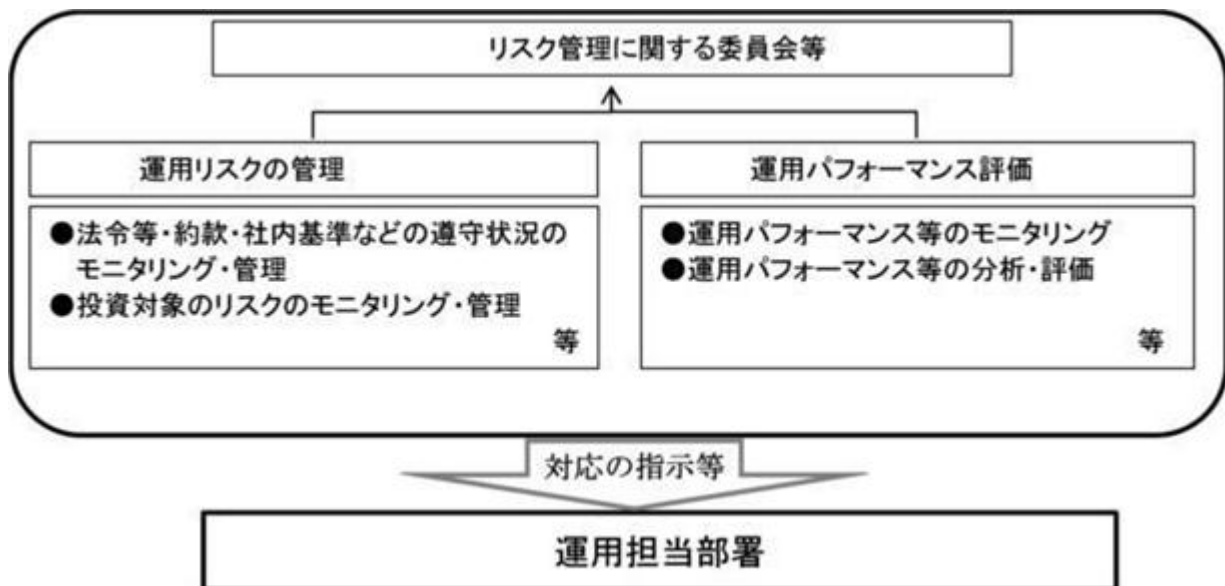 リスク管理に関する委員会等
運用リスクの管理
●法令等・約款・社内基準などの遵守状況の
モニタリング・管理
●投資対象のリスクのモニタリング・管理
等
運用パフォーマンス評価
●運用パフォーマンス等のモニタリング
●運用パフォーマンス等の分析・評価
等
対応の指示等
運用担当部署